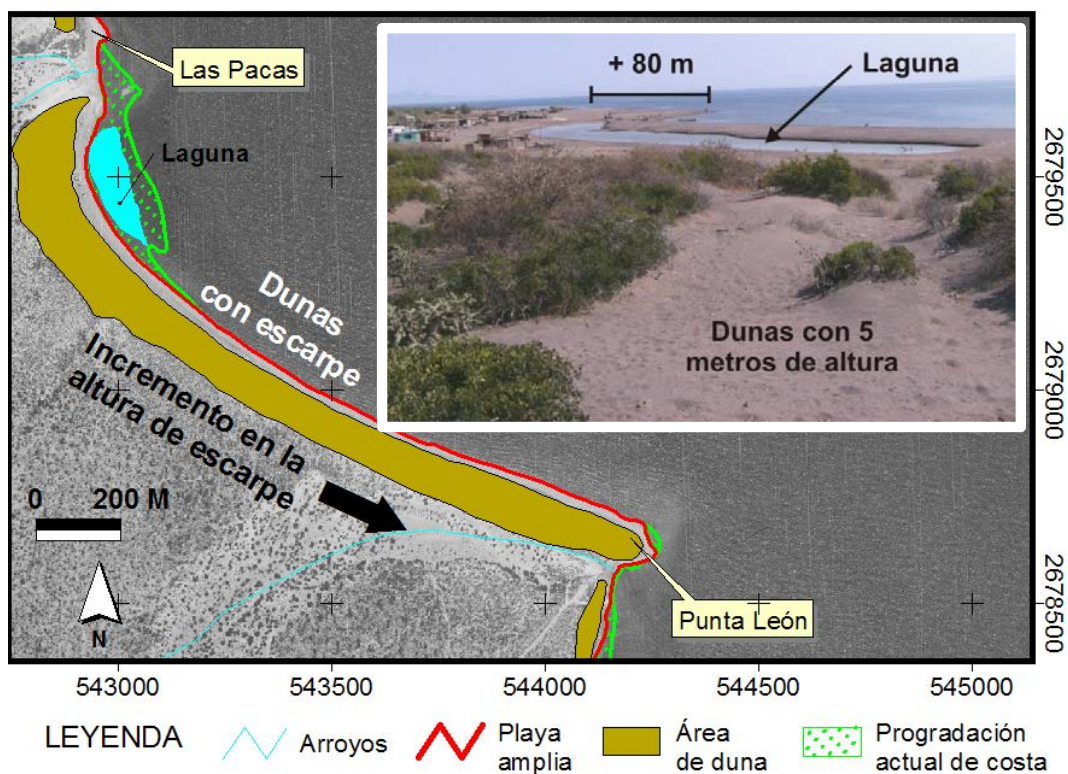 Las Pacas
Laguna
+ 80 m
Laguna
Dunas con 5
metros de altura
Dunas
con escarpe
Incremento en la
altura de escarpe
0 200 M
N
Punta León
2679500
2679000
2678500
543000 543500 544000 544500 545000
LEYENDA
Arroyos
Playa
amplia
Área
de duna
Progradación
actual de costa